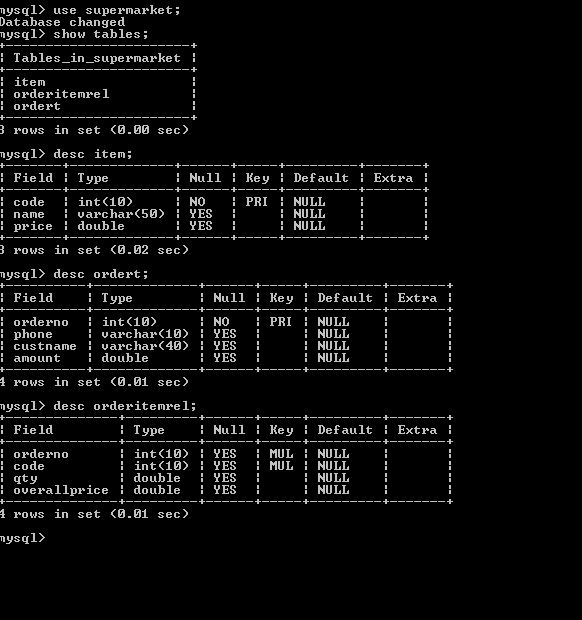 mysql> use supermarket;
Database changed
mysql> show tables;
+-----------------------+
| Tables_in_supermarket |
+-----------------------+
| item                  |
| orderitemrel          |
| ordert                |
+-----------------------+
3 rows in set (0.00 sec)

mysql> desc item;
+-------+-------------+------+-----+---------+-------+
| Field | Type        | Null | Key | Default | Extra |
+-------+-------------+------+-----+---------+-------+
| code  | int(10)     | NO   | PRI | NULL    |       |
| name  | varchar(50) | YES  |     | NULL    |       |
| price | double      | YES  |     | NULL    |       |
+-------+-------------+------+-----+---------+-------+
3 rows in set (0.02 sec)

mysql> desc ordert;
+----------+-------------+------+-----+---------+-------+
| Field    | Type        | Null | Key | Default | Extra |
+----------+-------------+------+-----+---------+-------+
| orderno  | int(10)     | NO   | PRI | NULL    |       |
| phone    | varchar(10) | YES  |     | NULL    |       |
| custname | varchar(40) | YES  |     | NULL    |       |
| amount   | double      | YES  |     | NULL    |       |
+----------+-------------+------+-----+---------+-------+
4 rows in set (0.01 sec)

mysql> desc orderitemrel;
+--------------+---------+------+-----+---------+-------+
| Field        | Type    | Null | Key | Default | Extra |
+--------------+---------+------+-----+---------+-------+
| orderno      | int(10) | YES  | MUL | NULL    |       |
| code         | int(10) | YES  | MUL | NULL    |       |
| qty          | double  | YES  |     | NULL    |       |
| overallprice | double  | YES  |     | NULL    |       |
+--------------+---------+------+-----+---------+-------+
4 rows in set (0.01 sec)

mysql>